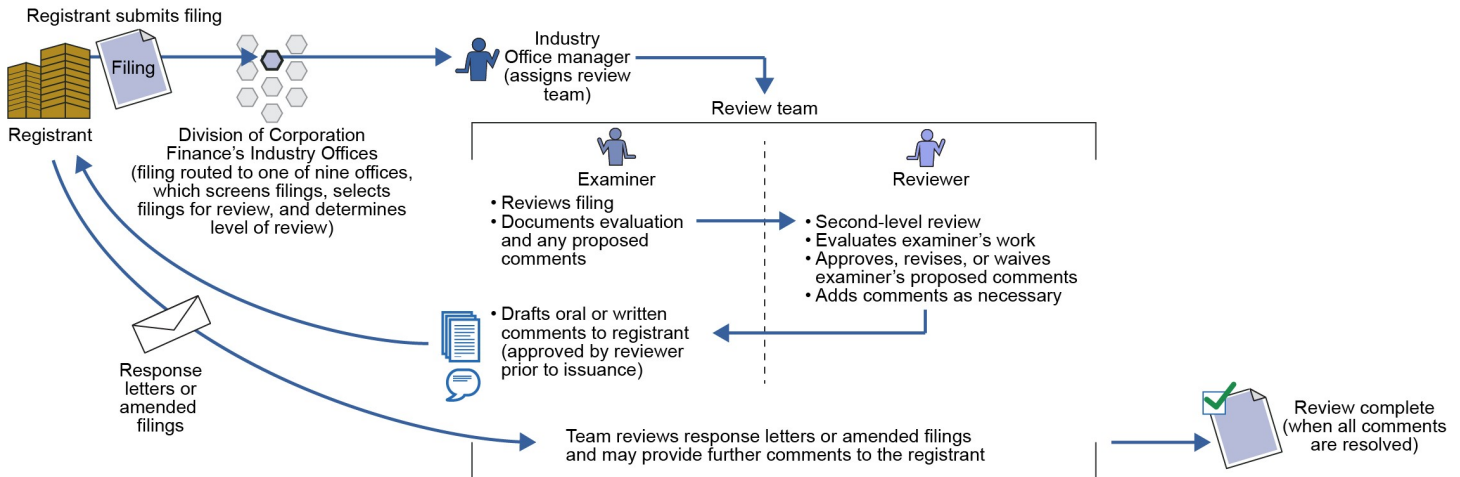 Registrant submits filing
Filing
Registrant
Division of Corporation
Finance's Industry Offices
(filing routed to one of nine offices,
which screens filings, selects
filings for review, and determines
level of review)
Industry
Office manager
(assigns review
team)
Review team
Examiner
• Reviews filing
• Documents evaluation
and any proposed
comments
Reviewer
• Second-level review
• Evaluates examiner's work
• Approves, revises, or waives
examiner's proposed comments
• Adds comments as necessary
• Drafts oral or written
comments to registrant
(approved by reviewer
prior to issuance)
Response
letters or
amended
filings
Team reviews response letters or amended filings
and may provide further comments to the registrant
Review complete
(when all comments
are resolved)